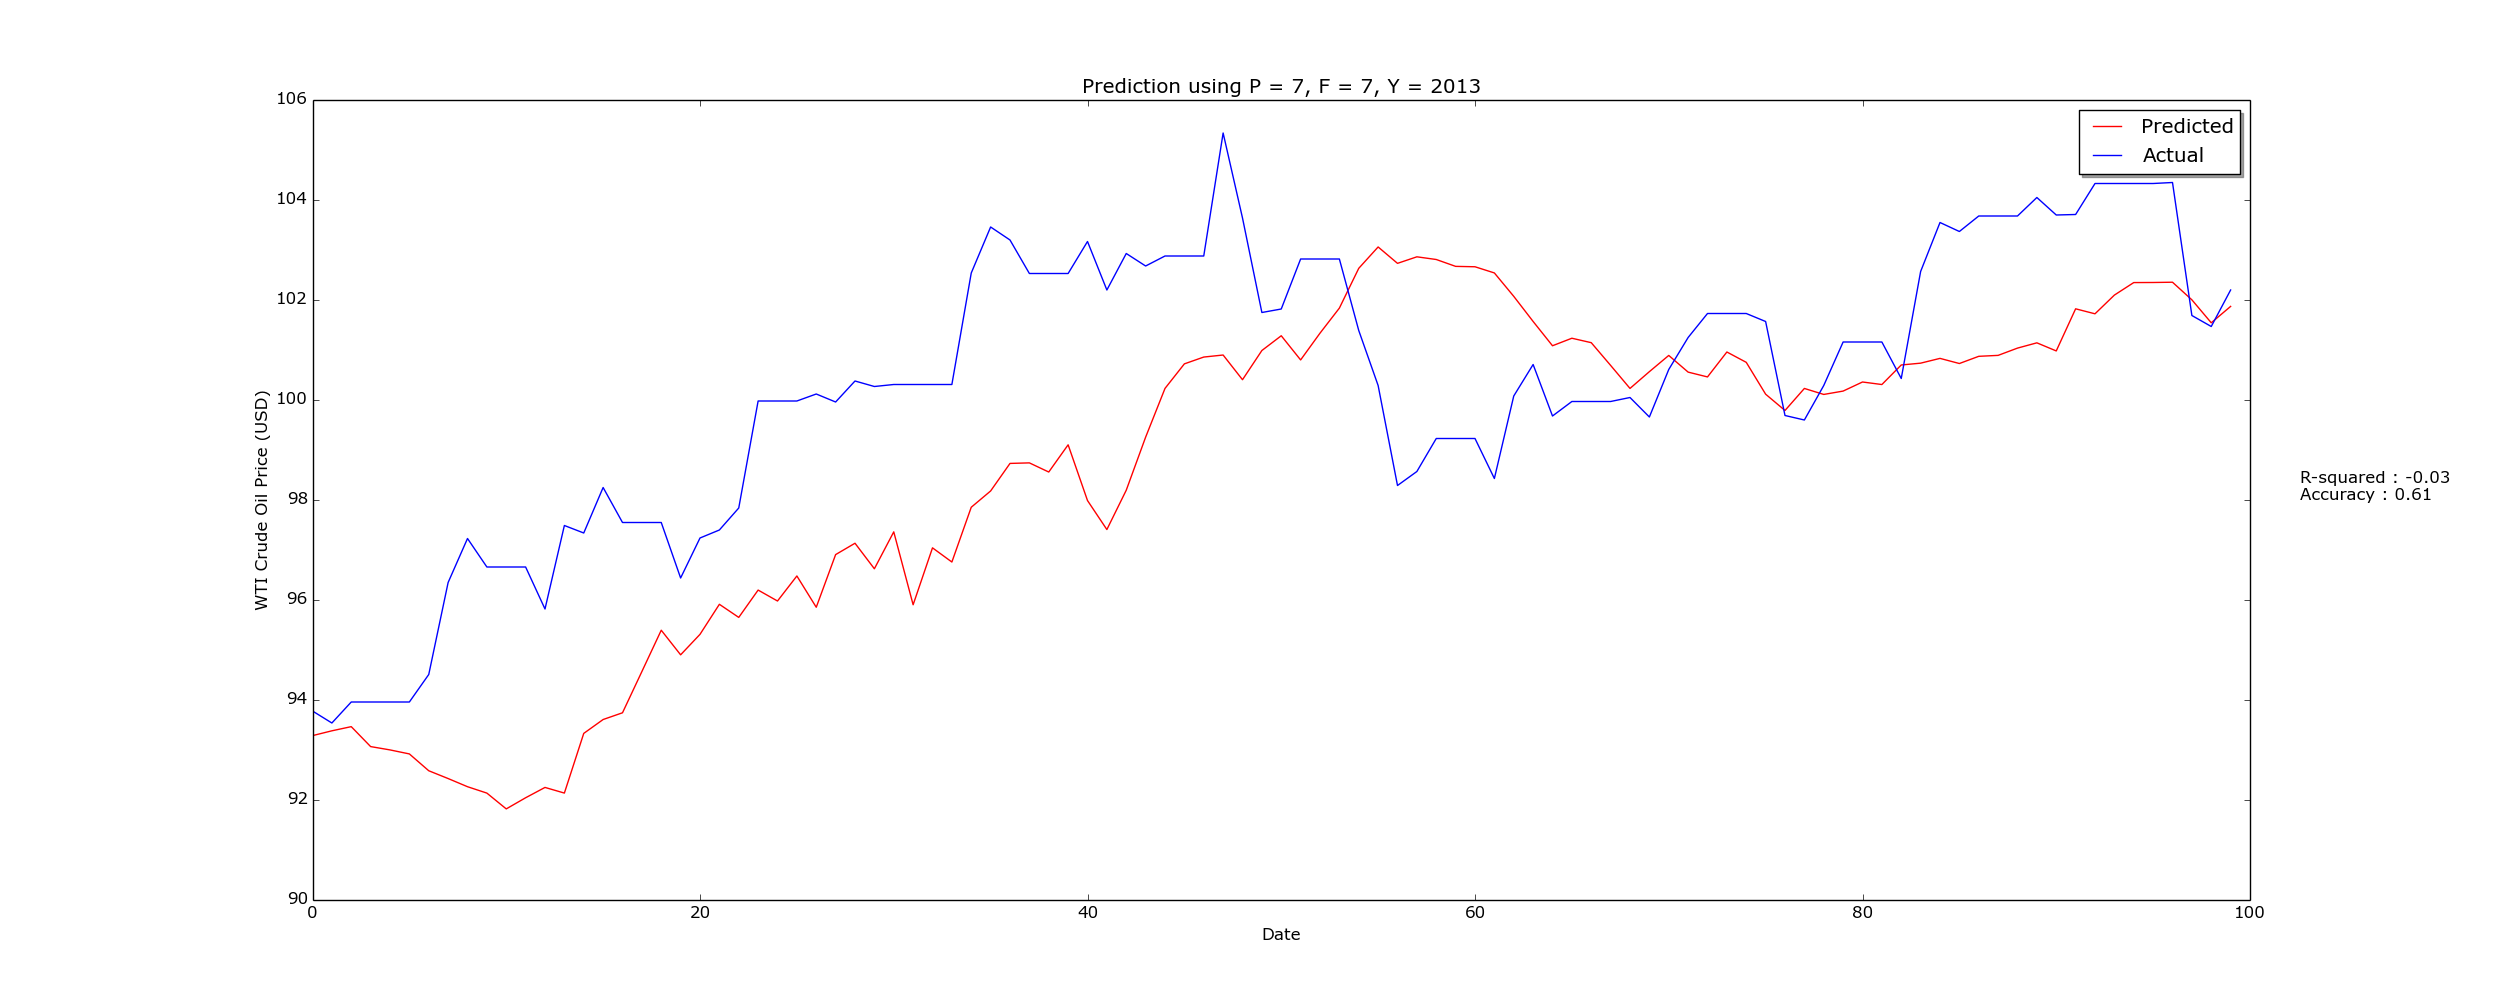 Prediction using P = 7, F = 7, Y = 2013
Predicted
Actual
106
104
102
100
98
96
94
92
90
WTI Crude Oil Price (USD)
0
20
40
60
80
100
Date
R-squared : -0.03
Accuracy : 0.61